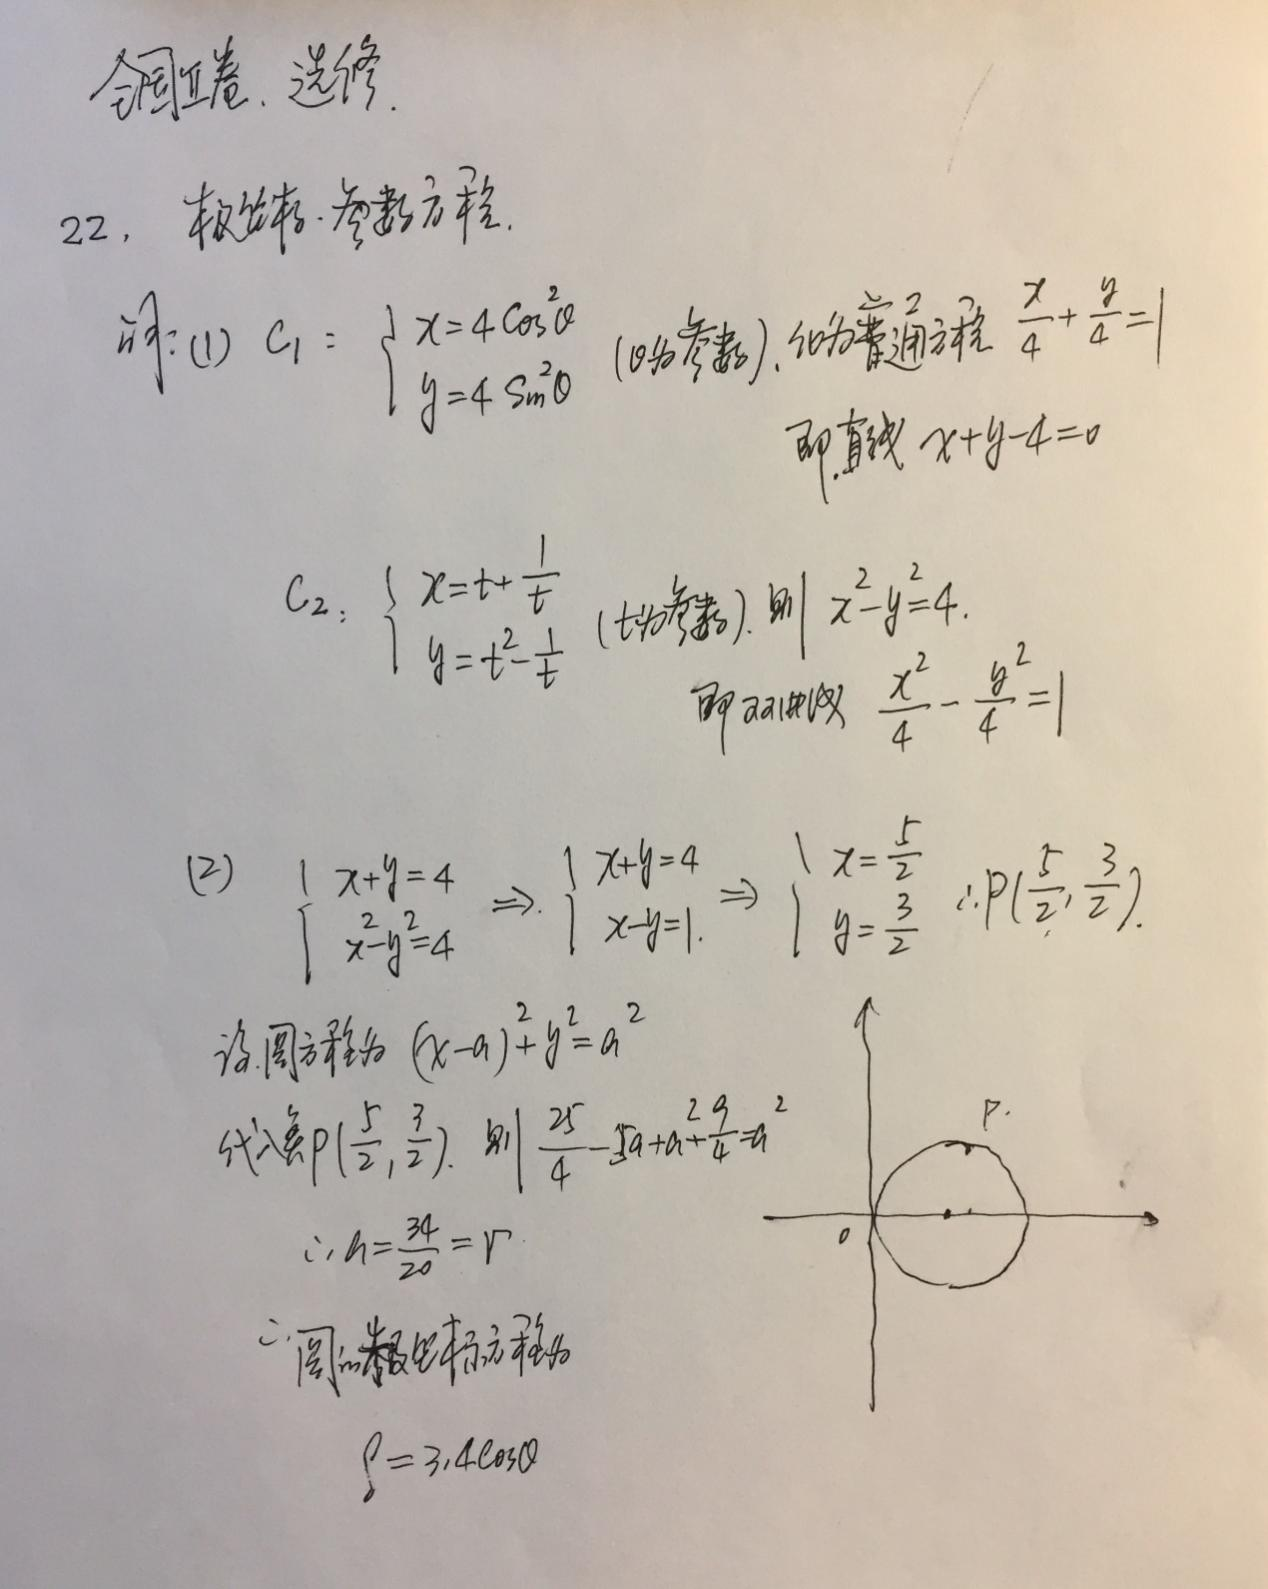 全国II卷.选修.
22. 极坐标.参数方程.
解:(1) C₁: { x=4cos²θ y=4sin²θ (θ为参数).化为普通方程 x/4+y/4=1
即.直线 x+y-4=0
C₂: { x=t+1/t y=t²-1/t (t为参数).则 x²-y²=4.
即双曲线 x²/4-y²/4=1
(2) { x+y=4 x²-y²=4 ⇒. { x+y=4 x-y=1. ⇒ { x=5/2 y=3/2 ∴P(5/2,3/2).
设.圆方程为 (x-a)²+y²=a²
代入点P(5/2,3/2).则 25/4-5a+a²+9/4=a²
P.
0
∴a=34/20=r
∴圆的极坐标方程为
ρ=3.4cosθ